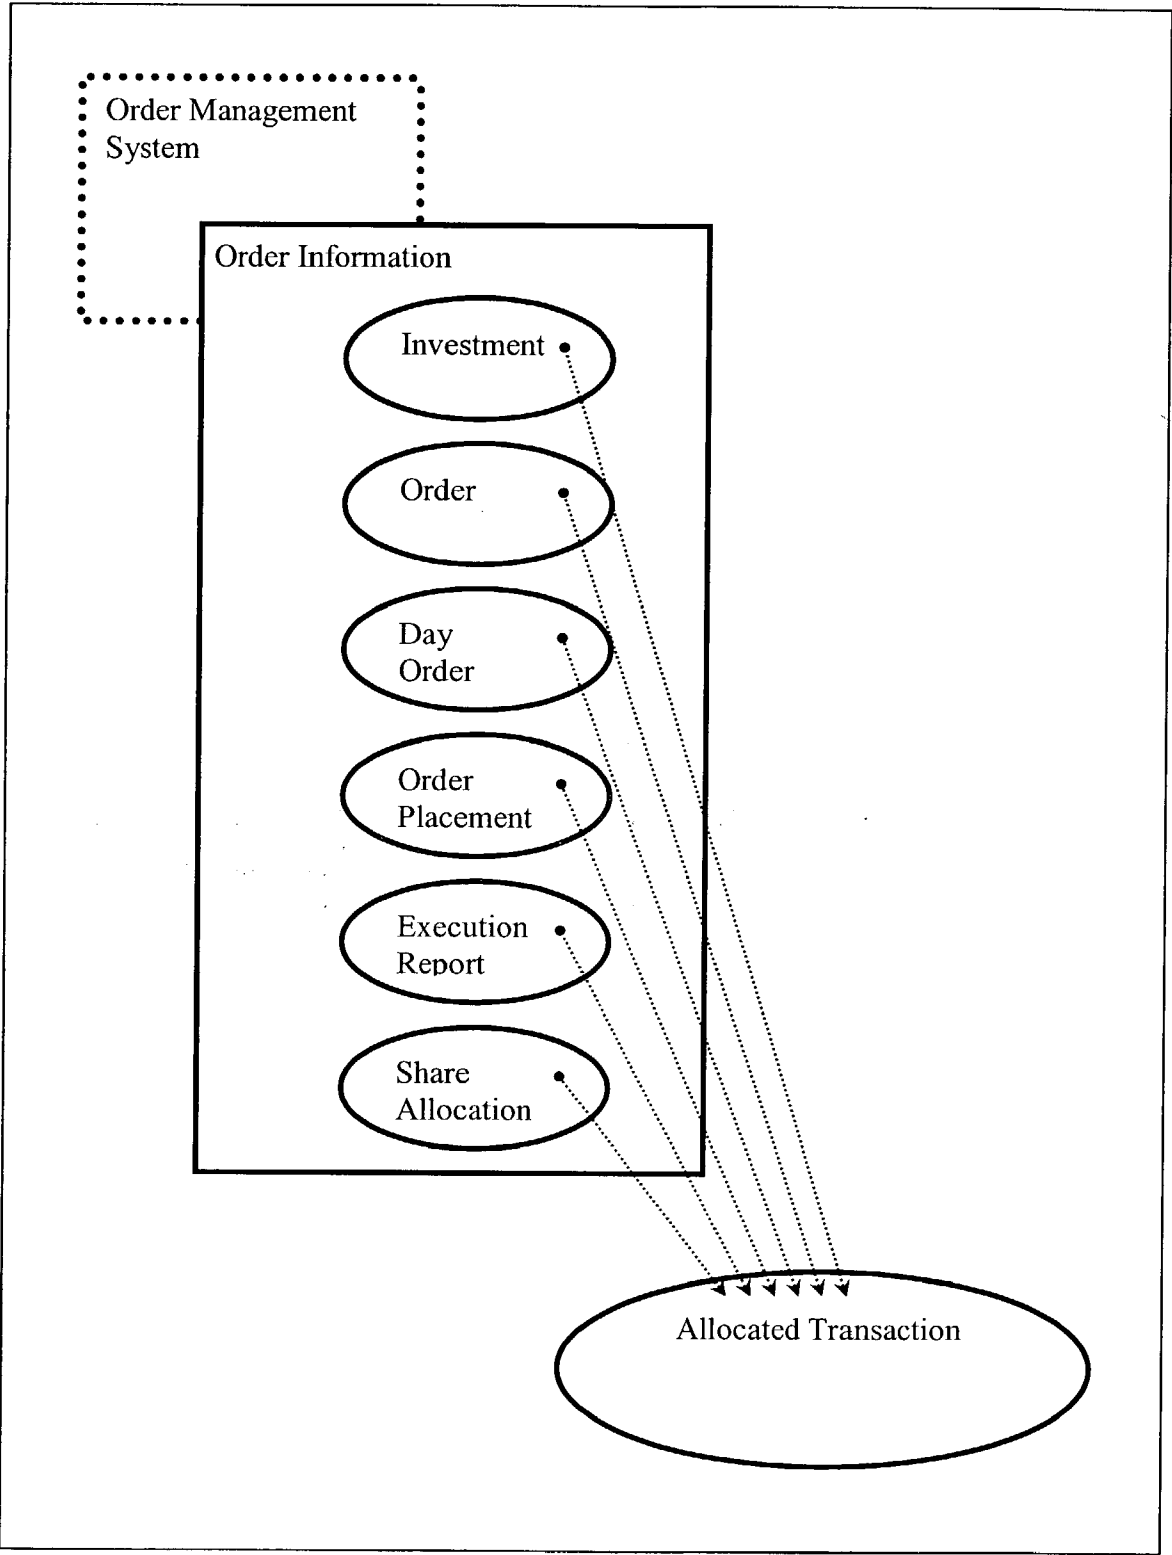 Order Management
System
Order Information
Investment
Order
Day
Order
Order
Placement
Execution
Report
Share
Allocation
Allocated Transaction